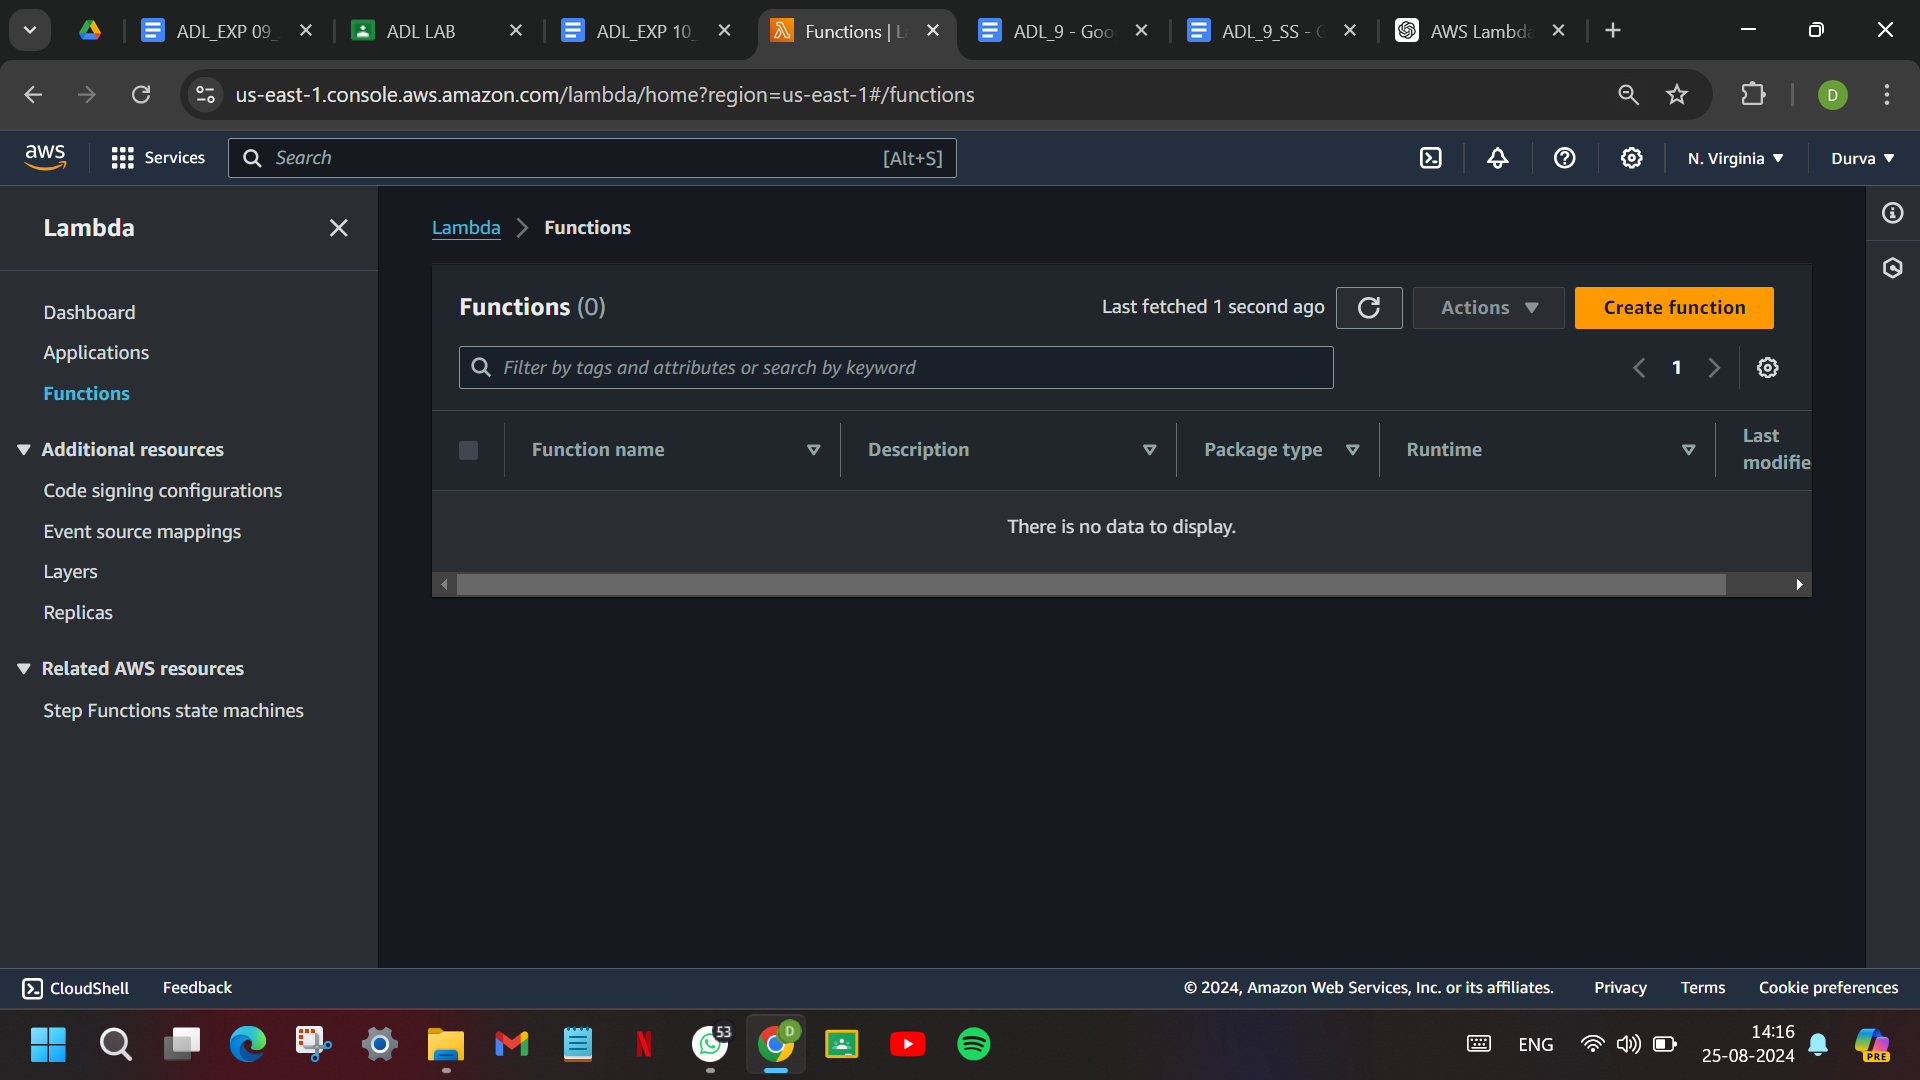 ADL_EXP 09_
ADL LAB
ADL_EXP 10_
Functions | La
ADL_9 - Goo
ADL_9_SS - G
AWS Lambda
us-east-1.console.aws.amazon.com/lambda/home?region=us-east-1#/functions
D
aws
Services
Search
[Alt+S]
N. Virginia
Durva
Lambda
Dashboard
Applications
Functions
Additional resources
Code signing configurations
Event source mappings
Layers
Replicas
Related AWS resources
Step Functions state machines
Lambda
Functions
Functions (0)
Last fetched 1 second ago
Actions
Create function
Filter by tags and attributes or search by keyword
1
Function name
Description
Package type
Runtime
Last
modifie
There is no data to display.
CloudShell
Feedback
© 2024, Amazon Web Services, Inc. or its affiliates.
Privacy
Terms
Cookie preferences
N
53
D
ENG
14:16
25-08-2024
PRE